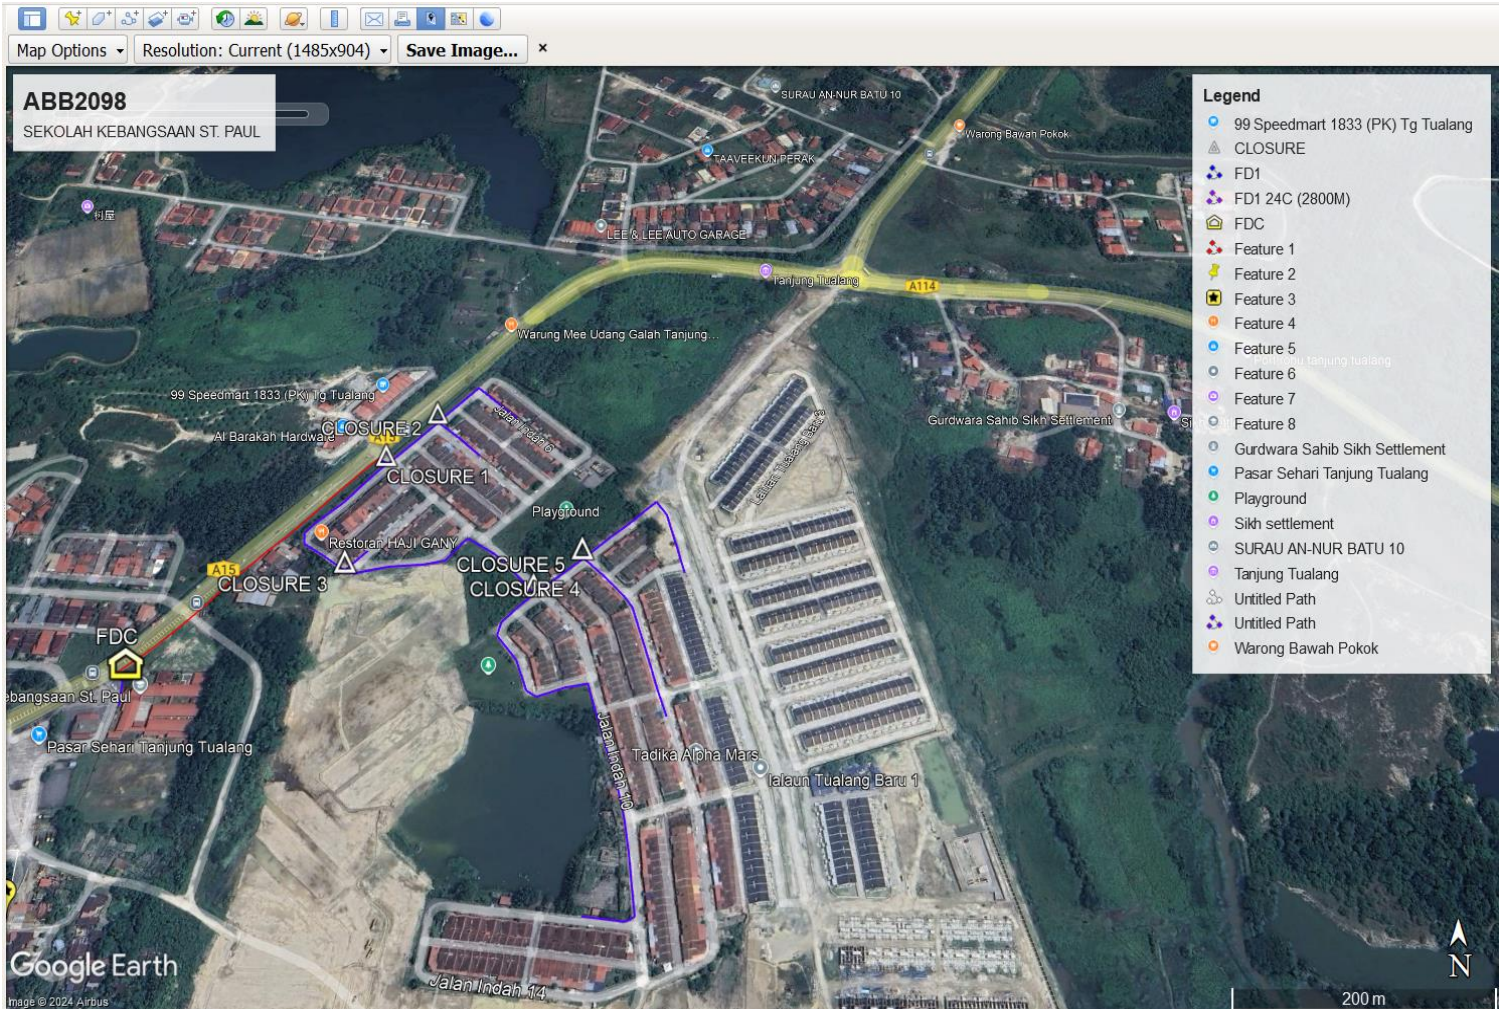 Map Options
Resolution: Current (1485x904)
Save Image...
×
ABB2098
SEKOLAH KEBANGSAAN ST. PAUL
SURAU AN-NUR BATU 10
Warong Bawah Pokok
TAAVEEKUN PERAK
LEE & LEE AUTO GARAGE
Tanjung Tualang
A114
Warung Mee Udang Galah Tanjung...
99 Speedmart 1833 (PK) Tg Tualang
Al Barakah Hardware
CLOSURE 2
A15
CLOSURE 1
Gurdwara Sahib Sikh Settlement
Playground
Restoran HAJI GANY
CLOSURE 3
A15
CLOSURE 5
CLOSURE 4
FDC
ebangsaan St. Paul
Pasar Sehari Tanjung Tualang
Jalan Indah 10
Tadika Alpha Mars
lalaun Tualang Baru 1
Jalan Indah 14
Google Earth
Image © 2024 Airbus
N
200 m
Legend
99 Speedmart 1833 (PK) Tg Tualang
CLOSURE
FD1
FD1 24C (2800M)
FDC
Feature 1
Feature 2
Feature 3
Feature 4
Feature 5
Feature 6
Feature 7
Feature 8
Gurdwara Sahib Sikh Settlement
Pasar Sehari Tanjung Tualang
Playground
Sikh settlement
SURAU AN-NUR BATU 10
Tanjung Tualang
Untitled Path
Untitled Path
Warong Bawah Pokok